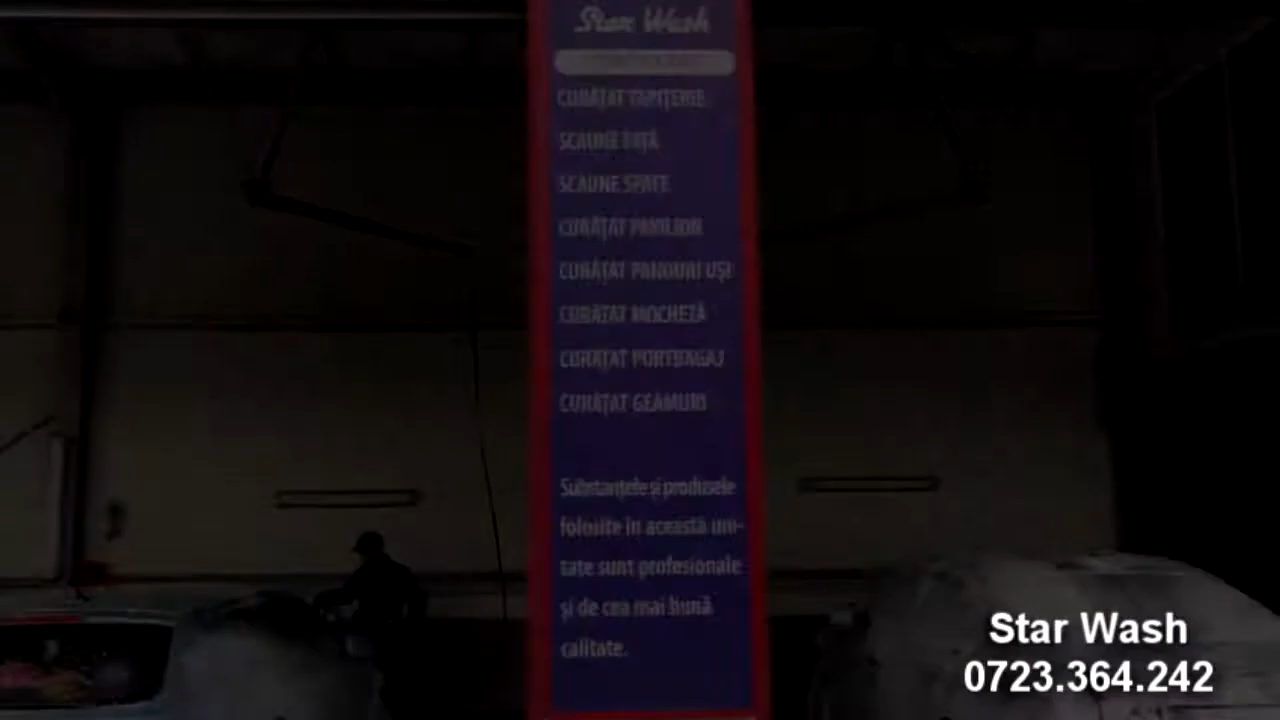 Star Wash
CURĂȚAT TAPIȚERIE
SCAUNE FAȚĂ
SCAUNE SPATE
CURĂȚAT PAVILION
CURĂȚAT PANOURI UȘI
CURĂȚAT MOCHETĂ
CURĂȚAT PORTBAGAJ
CURĂȚAT GEAMURI
Substanțele și produsele
folosite în această uni-
tate sunt profesionale
și de cea mai bună
calitate.
Star Wash
0723.364.242